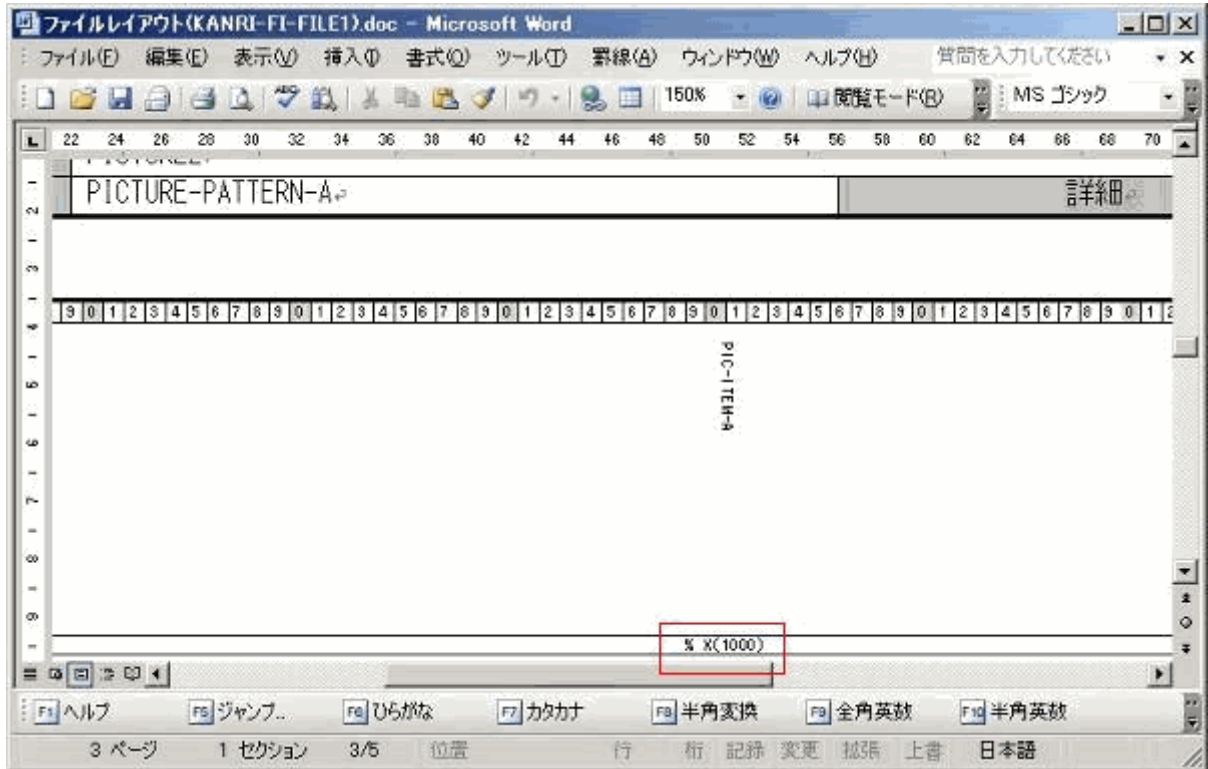 ファイルレイアウト(KANRI-FI-FILE1).doc - Microsoft Word
ファイル(F) 編集(E) 表示(V) 挿入(I) 書式(O) ツール(T) 罫線(A) ウィンドウ(W) ヘルプ(H) 質問を入力してください
150% 閲覧モード(R) MS ゴシック
22 24 26 28 30 32 34 36 38 40 42 44 46 48 50 52 54 56 58 60 62 64 66 68 70
PICTURE-PATTERN-A 詳細
9 0 1 2 3 4 5 6 7 8 9 0 1 2 3 4 5 6 7 8 9 0 1 2 3 4 5 6 7 8 9 0 1 2 3 4 5 6 7 8 9 0 1 2 3 4 5 6 7 8 9 0 1 2
PIC-ITEM-A
% X(1000)
F1 ヘルプ F5 ジャンプ... F6 ひらがな F7 カタカナ F8 半角変換 F9 全角英数 F10 半角英数
3 ページ 1 セクション 3/5 位置 行 桁 記録 変更 拡張 上書 日本語